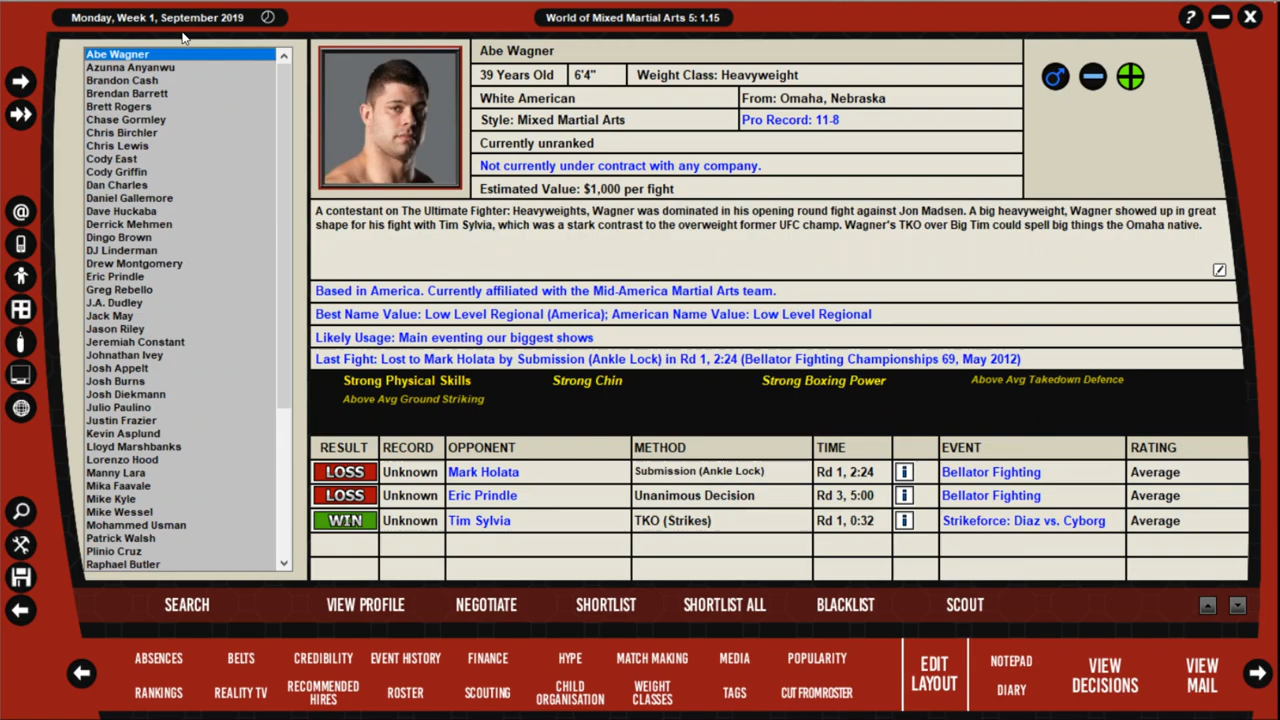 Monday, Week 1, September 2019
World of Mixed Martial Arts 5: 1.15
?
X
Abe Wagner
Azunna Anyanwu
Brandon Cash
Brendan Barrett
Brett Rogers
Chase Gormley
Chris Birchler
Chris Lewis
Cody East
Cody Griffin
Dan Charles
Daniel Gallemore
Dave Huckaba
Derrick Mehmen
Dingo Brown
DJ Linderman
Drew Montgomery
Eric Prindle
Greg Rebello
J.A. Dudley
Jack May
Jason Riley
Jeremiah Constant
Johnathan Ivey
Josh Appelt
Josh Burns
Josh Diekmann
Julio Paulino
Justin Frazier
Kevin Asplund
Lloyd Marshbanks
Lorenzo Hood
Manny Lara
Mika Faavale
Mike Kyle
Mike Wessel
Mohammed Usman
Patrick Walsh
Plinio Cruz
Raphael Butler
Abe Wagner
39 Years Old 6'4" Weight Class: Heavyweight
White American From: Omaha, Nebraska
Style: Mixed Martial Arts Pro Record: 11-8
Currently unranked
Not currently under contract with any company.
Estimated Value: $1,000 per fight
A contestant on The Ultimate Fighter: Heavyweights, Wagner was dominated in his opening round fight against Jon Madsen. A big heavyweight, Wagner showed up in great
shape for his fight with Tim Sylvia, which was a stark contrast to the overweight former UFC champ. Wagner's TKO over Big Tim could spell big things the Omaha native.
Based in America. Currently affiliated with the Mid-America Martial Arts team.
Best Name Value: Low Level Regional (America); American Name Value: Low Level Regional
Likely Usage: Main eventing our biggest shows
Last Fight: Lost to Mark Holata by Submission (Ankle Lock) in Rd 1, 2:24 (Bellator Fighting Championships 69, May 2012)
Strong Physical Skills Strong Chin Strong Boxing Power Above Avg Takedown Defence
Above Avg Ground Striking
RESULT RECORD OPPONENT METHOD TIME EVENT RATING
LOSS Unknown Mark Holata Submission (Ankle Lock) Rd 1, 2:24 i Bellator Fighting Average
LOSS Unknown Eric Prindle Unanimous Decision Rd 3, 5:00 i Bellator Fighting Average
WIN Unknown Tim Sylvia TKO (Strikes) Rd 1, 0:32 i Strikeforce: Diaz vs. Cyborg Average
@
SEARCH VIEW PROFILE NEGOTIATE SHORTLIST SHORTLIST ALL BLACKLIST SCOUT
ABSENCES BELTS CREDIBILITY EVENT HISTORY FINANCE HYPE MATCH MAKING MEDIA POPULARITY
RANKINGS REALITY TV RECOMMENDED HIRES ROSTER SCOUTING CHILD ORGANISATION WEIGHT CLASSES TAGS CUT FROM ROSTER
EDIT LAYOUT
NOTEPAD
DIARY
VIEW DECISIONS
VIEW MAIL